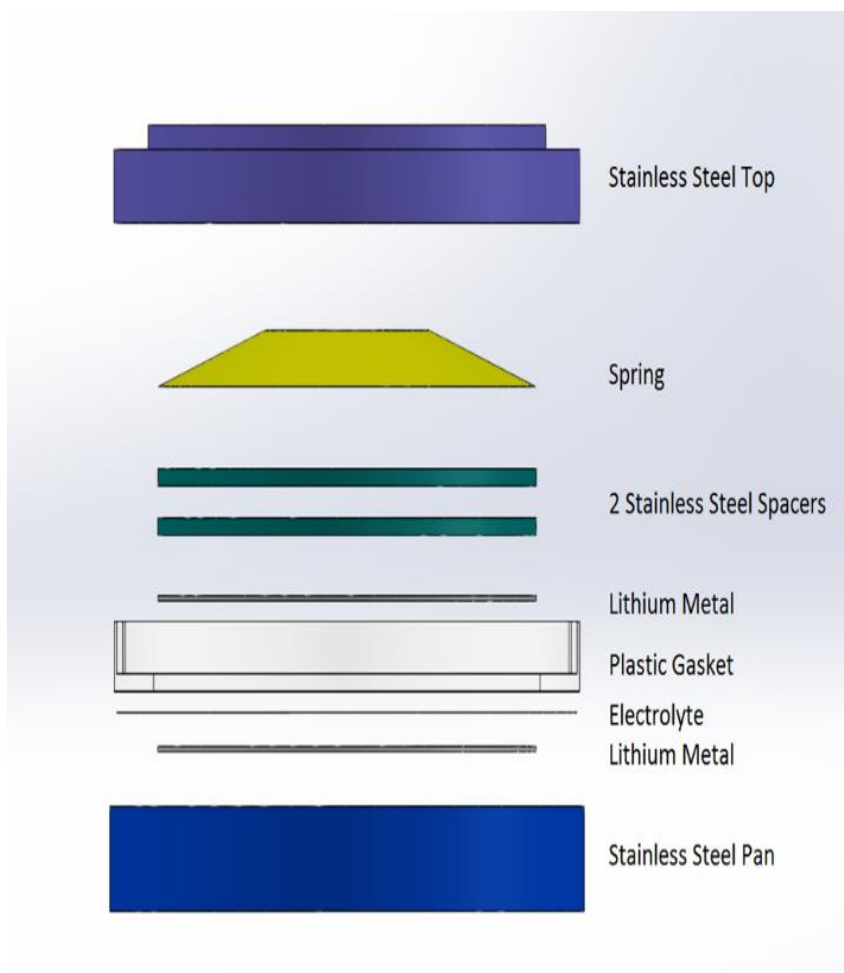 Stainless Steel Top
Spring
2 Stainless Steel Spacers
Lithium Metal
Plastic Gasket
Electrolyte
Lithium Metal
Stainless Steel Pan